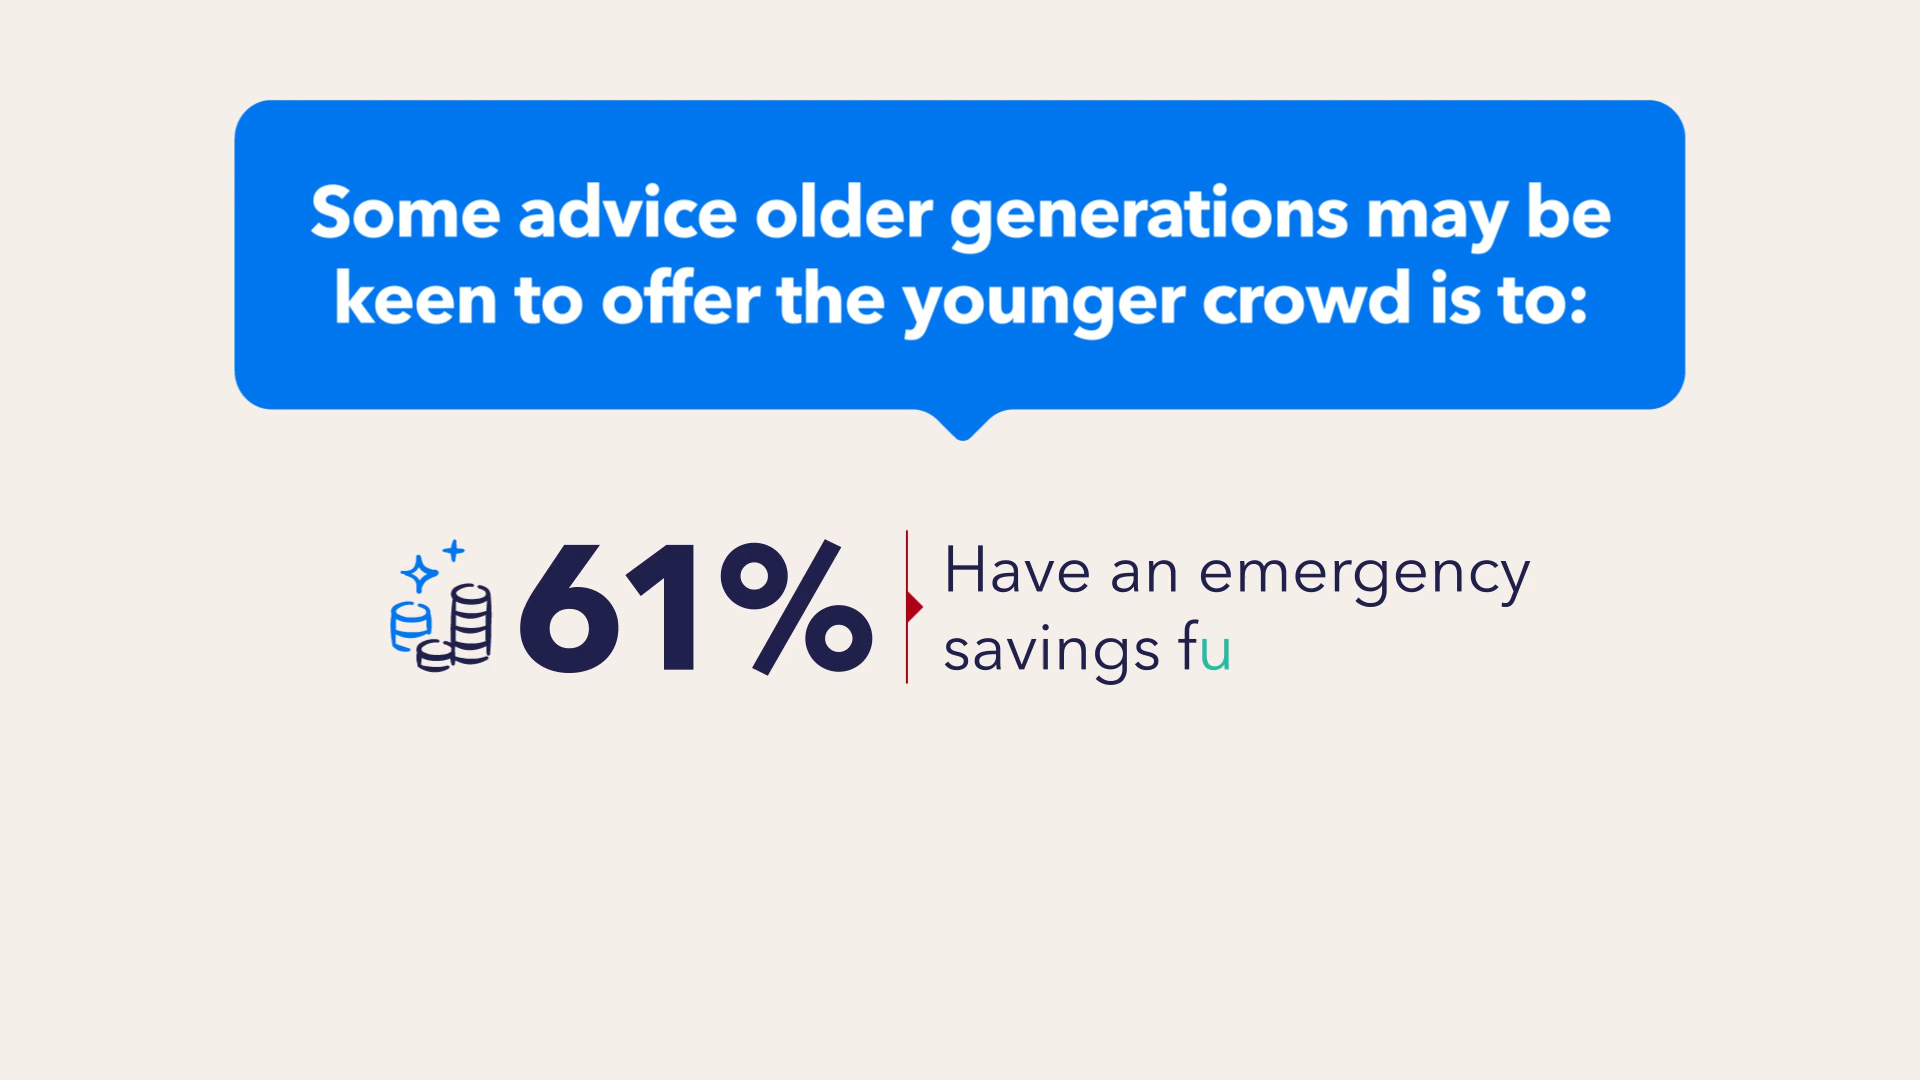 Some advice older generations may be
keen to offer the younger crowd is to:
61%
Have an emergency
savings fu